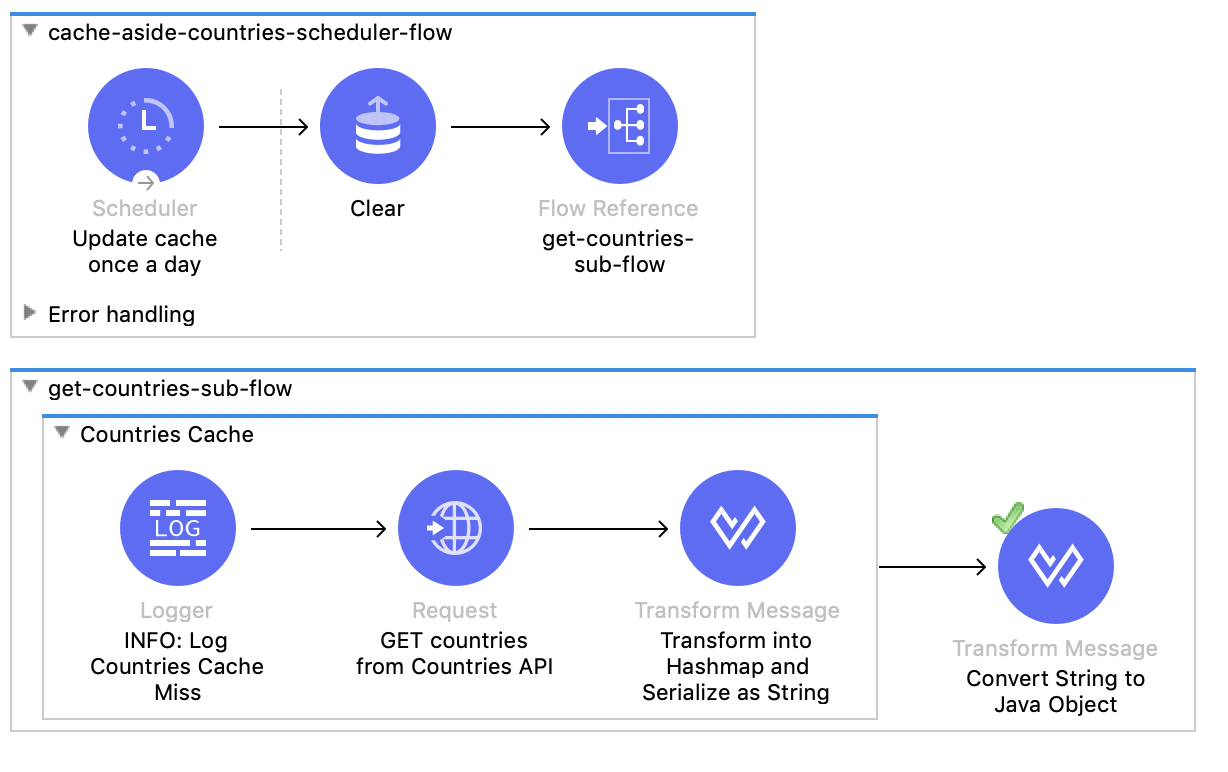 cache-aside-countries-scheduler-flow
Scheduler
Update cache
once a day
Clear
Flow Reference
get-countries-
sub-flow
Error handling
get-countries-sub-flow
Countries Cache
LOG
Logger
INFO: Log
Countries Cache
Miss
Request
GET countries
from Countries API
Transform Message
Transform into
Hashmap and
Serialize as String
Transform Message
Convert String to
Java Object